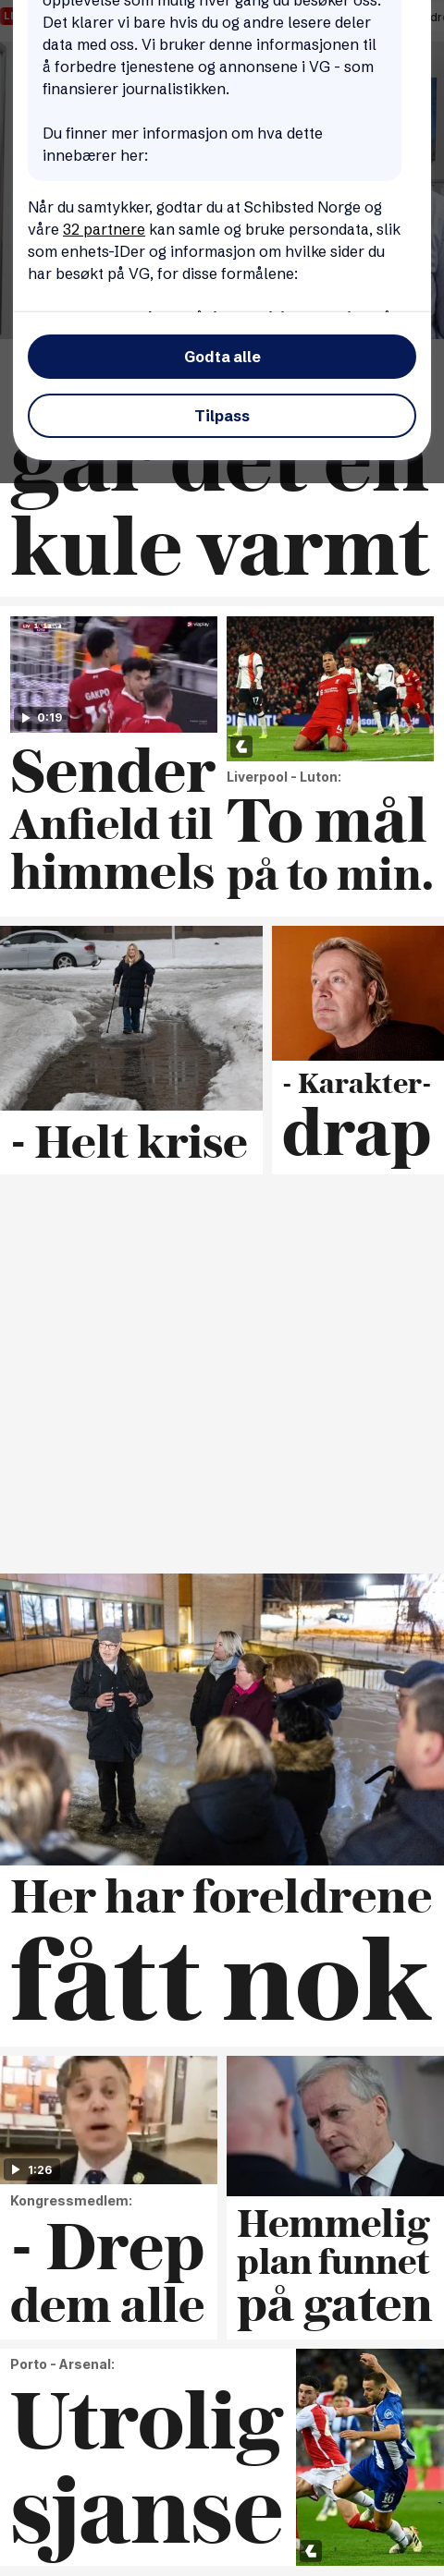 opplevelse som mulig hver gang du besøker oss.
Det klarer vi bare hvis du og andre lesere deler
data med oss. Vi bruker denne informasjonen til
å forbedre tjenestene og annonsene i VG - som
finansierer journalistikken.
Du finner mer informasjon om hva dette
innebærer her:
Når du samtykker, godtar du at Schibsted Norge og
våre 32 partnere kan samle og bruke persondata, slik
som enhets-IDer og informasjon om hvilke sider du
har besøkt på VG, for disse formålene:
Godta alle
Tilpass
går det en
kule varmt
0:19
Sender
Anfield til
himmels
Liverpool - Luton:
To mål
på to min.
- Helt krise
- Karakter-
drap
Her har foreldrene
fått nok
1:26
Kongressmedlem:
- Drep
dem alle
Hemmelig
plan funnet
på gaten
Porto - Arsenal:
Utrolig
sjanse